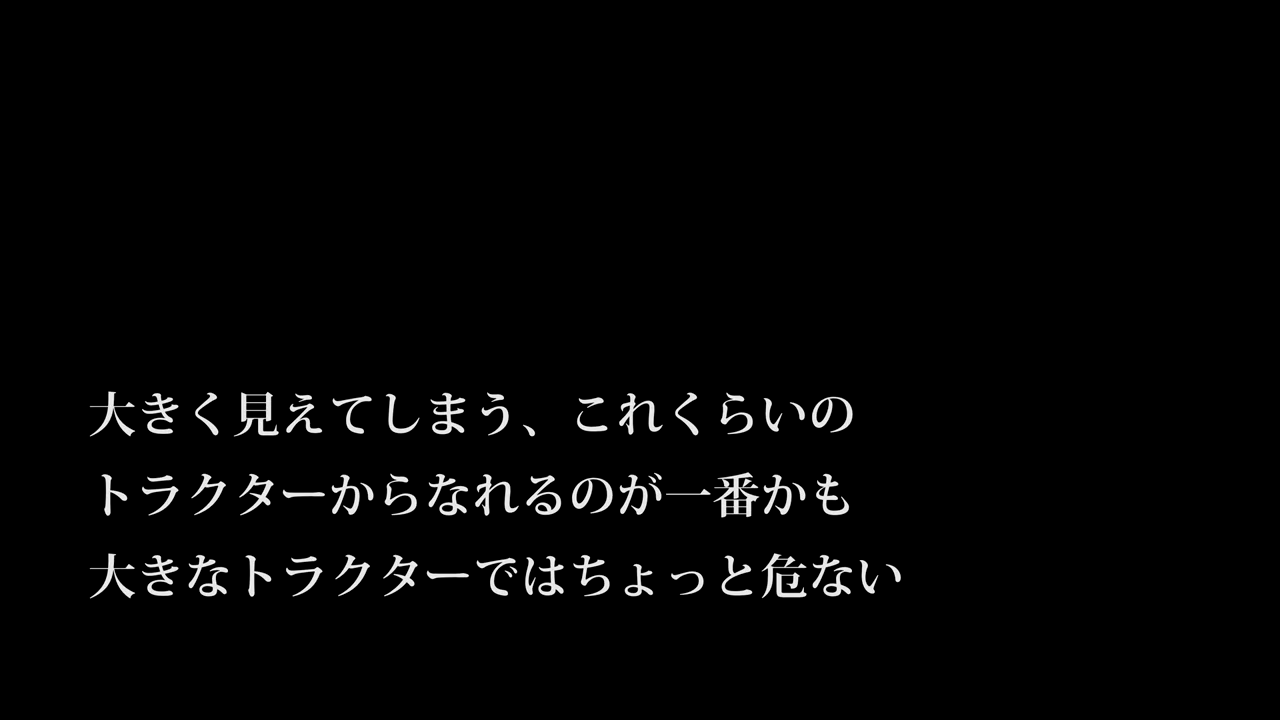 大きく見えてしまう、これくらいの
トラクターからなれるのが一番かも
大きなトラクターではちょっと危ない